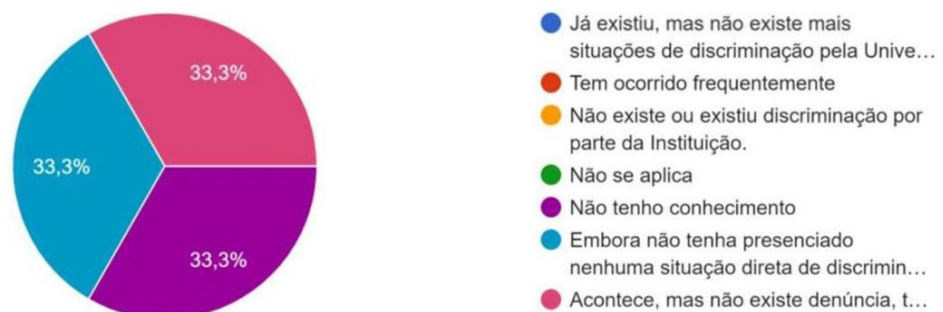 33,3%
33,3%
33,3%
Já existiu, mas não existe mais
situações de discriminação pela Unive…
Tem ocorrido frequentemente
Não existe ou existiu discriminação por
parte da Instituição.
Não se aplica
Não tenho conhecimento
Embora não tenha presenciado
nenhuma situação direta de discrimin…
Acontece, mas não existe denúncia, t…